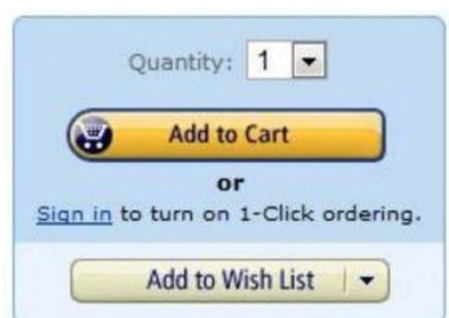 Quantity: 1
Add to Cart
or
Sign in to turn on 1-Click ordering.
Add to Wish List